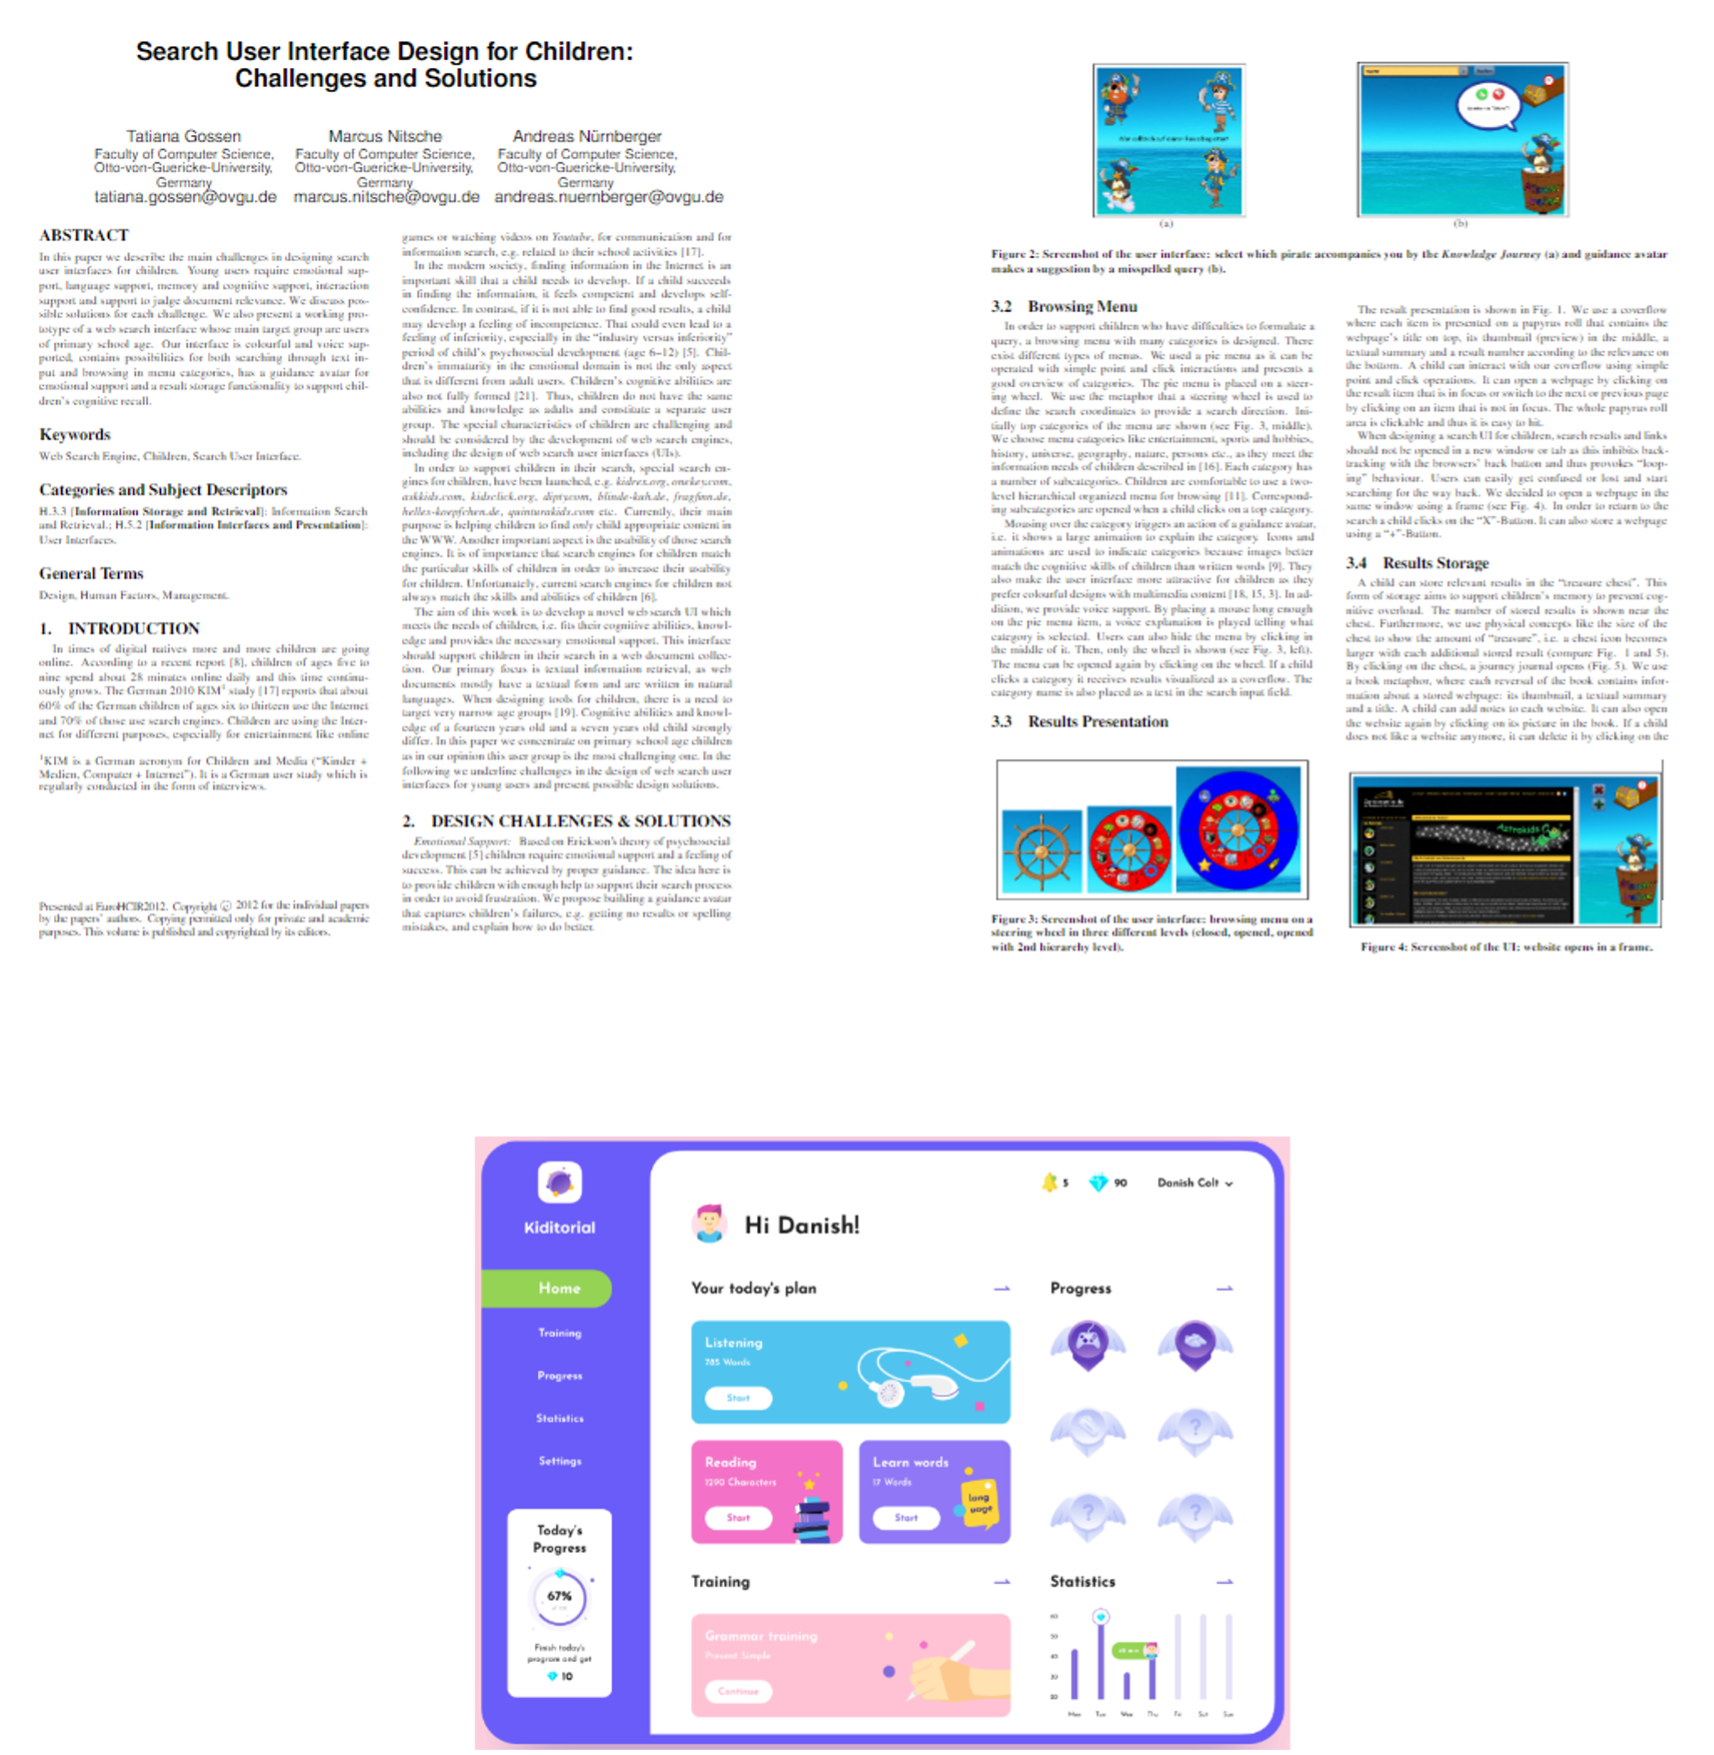 Search User Interface Design for Children:
Challenges and Solutions
Tatiana Gossen
Faculty of Computer Science,
Otto-von-Guericke-University,
Germany
tatiana.gossen@ovgu.de
Marcus Nitsche
Faculty of Computer Science,
Otto-von-Guericke-University,
Germany
marcus.nitsche@ovgu.de
Andreas Nürnberger
Faculty of Computer Science,
Otto-von-Guericke-University,
Germany
andreas.nuernberger@ovgu.de
ABSTRACT
In this paper we describe the main challenges in designing search
user interfaces for children. Young users require emotional sup-
port, language support, memory and cognitive support, interaction
support and support to judge document relevance. We discuss pos-
sible solutions for each challenge. We also present a working pro-
totype of a web search interface whose main target group are users
of primary school age. Our interface is colourful and voice sup-
ported, contains possibilities for both searching through text in-
put and browsing in menu categories, has a guidance avatar for
emotional support and a result storage functionality to support chil-
dren's cognitive recall.
Keywords
Web Search Engine, Children, Search User Interface.
Categories and Subject Descriptors
H.3.3 [Information Storage and Retrieval]: Information Search
and Retrieval.; H.5.2 [Information Interfaces and Presentation]:
User Interfaces.
General Terms
Design, Human Factors, Management.
1. INTRODUCTION
In times of digital natives more and more children are going
online. According to a recent report [8], children of ages five to
nine spend about 28 minutes online daily and this time continu-
ously grows. The German 2010 KIM¹ study [17] reports that about
60% of the German children of ages six to thirteen use the Internet
and 70% of those use search engines. Children are using the Inter-
net for different purposes, especially for entertainment like online
¹KIM is a German acronym for Children and Media ("Kinder +
Medien, Computer + Internet"). It is a German user study which is
regularly conducted in the form of interviews.
Presented at EuroHCIR2012. Copyright © 2012 for the individual papers
by the papers' authors. Copying permitted only for private and academic
purposes. This volume is published and copyrighted by its editors.
games or watching videos on Youtube, for communication and for
information search, e.g. related to their school activities [17].
In the modern society, finding information in the Internet is an
important skill that a child needs to develop. If a child succeeds
in finding the information, it feels competent and develops self-
confidence. In contrast, if it is not able to find good results, a child
may develop a feeling of incompetence. That could even lead to a
feeling of inferiority, especially in the "industry versus inferiority"
period of child's psychosocial development (age 6–12) [5]. Chil-
dren's immaturity in the emotional domain is not the only aspect
that is different from adult users. Children's cognitive abilities are
also not fully formed [21]. Thus, children do not have the same
abilities and knowledge as adults and constitute a separate user
group. The special characteristics of children are challenging and
should be considered by the development of web search engines,
including the design of web search user interfaces (UIs).
In order to support children in their search, special search en-
gines for children, have been launched, e.g. kidrex.org, onekey.com,
askkids.com, kidsclick.org, dipty.com, blinde-kuh.de, fragfinn.de,
helles-koepfchen.de, quinturakids.com etc. Currently, their main
purpose is helping children to find only child appropriate content in
the WWW. Another important aspect is the usability of those search
engines. It is of importance that search engines for children match
the particular skills of children in order to increase their usability
for children. Unfortunately, current search engines for children not
always match the skills and abilities of children [6].
The aim of this work is to develop a novel web search UI which
meets the needs of children, i.e. fits their cognitive abilities, knowl-
edge and provides the necessary emotional support. This interface
should support children in their search in a web document collec-
tion. Our primary focus is textual information retrieval, as web
documents mostly have a textual form and are written in natural
languages. When designing tools for children, there is a need to
target very narrow age groups [19]. Cognitive abilities and knowl-
edge of a fourteen years old and a seven years old child strongly
differ. In this paper we concentrate on primary school age children
as in our opinion this user group is the most challenging one. In the
following we underline challenges in the design of web search user
interfaces for young users and present possible design solutions.
2. DESIGN CHALLENGES & SOLUTIONS
Emotional Support: Based on Erickson's theory of psychosocial
development [5] children require emotional support and a feeling of
success. This can be achieved by proper guidance. The idea here is
to provide children with enough help to support their search process
in order to avoid frustration. We propose building a guidance avatar
that captures children's failures, e.g. getting no results or spelling
mistakes, and explain how to do better.
(a)
(b)
Figure 2: Screenshot of the user interface: select which pirate accompanies you by the Knowledge Journey (a) and guidance avatar
makes a suggestion by a misspelled query (b).
3.2 Browsing Menu
In order to support children who have difficulties to formulate a
query, a browsing menu with many categories is designed. There
exist different types of menus. We used a pie menu as it can be
operated with simple point and click interactions and presents a
good overview of categories. The pie menu is placed on a steer-
ing wheel. We use the metaphor that a steering wheel is used to
define the search coordinates to provide a search direction. Ini-
tially top categories of the menu are shown (see Fig. 3, middle).
We choose menu categories like entertainment, sports and hobbies,
history, universe, geography, nature, persons etc., as they meet the
information needs of children described in [16]. Each category has
a number of subcategories. Children are comfortable to use a two-
level hierarchical organized menu for browsing [11]. Correspond-
ing subcategories are opened when a child clicks on a top category.
Mousing over the category triggers an action of a guidance avatar,
i.e. it shows a large animation to explain the category. Icons and
animations are used to indicate categories because images better
match the cognitive skills of children than written words [9]. They
also make the user interface more attractive for children as they
prefer colourful designs with multimedia content [18, 15, 3]. In ad-
dition, we provide voice support. By placing a mouse long enough
on the pie menu item, a voice explanation is played telling what
category is selected. Users can also hide the menu by clicking in
the middle of it. Then, only the wheel is shown (see Fig. 3, left).
The menu can be opened again by clicking on the wheel. If a child
clicks a category it receives results visualized as a coverflow. The
category name is also placed as a text in the search input field.
3.3 Results Presentation
Figure 3: Screenshot of the user interface: browsing menu on a
steering wheel in three different levels (closed, opened, opened
with 2nd hierarchy level).
The result presentation is shown in Fig. 1. We use a coverflow
where each item is presented on a papyrus roll that contains the
webpage's title on top, its thumbnail (preview) in the middle, a
textual summary and a result number according to the relevance on
the bottom. A child can interact with our coverflow using simple
point and click operations. It can open a webpage by clicking on
the result item that is in focus or switch to the next or previous page
by clicking on an item that is not in focus. The whole papyrus roll
area is clickable and thus it is easy to hit.
When designing a search UI for children, search results and links
should not be opened in a new window or tab as this inhibits back-
tracking with the browsers' back button and thus provokes "loop-
ing" behaviour. Users can easily get confused or lost and start
searching for the way back. We decided to open a webpage in the
same window using a frame (see Fig. 4). In order to return to the
search a child clicks on the "X"-Button. It can also store a webpage
using a "+"-Button.
3.4 Results Storage
A child can store relevant results in the "treasure chest". This
form of storage aims to support children's memory to prevent cog-
nitive overload. The number of stored results is shown near the
chest. Furthermore, we use physical concepts like the size of the
chest to show the amount of "treasure", i.e. a chest icon becomes
larger with each additional stored result (compare Fig. 1 and 5).
By clicking on the chest, a journey journal opens (Fig. 5). We use
a book metaphor, where each reversal of the book contains infor-
mation about a stored webpage: its thumbnail, a textual summary
and a title. A child can add notes to each website. It can also open
the website again by clicking on its picture in the book. If a child
does not like a website anymore, it can delete it by clicking on the
Astrokids
Figure 4: Screenshot of the UI: website opens in a frame.
Kiditorial
Home
Training
Progress
Statistics
Settings
Today's
Progress
67%
Finish today's
program and get
10
5
90
Danish Colt
Hi Danish!
Your today's plan
Listening
785 Words
Start
Reading
1290 Characters
Start
Learn words
17 Words
Start
long
uage
Training
Grammar training
Present Simple
Continue
Progress
?
?
?
Statistics
60
50
40
30
20
Mon
Tue
Wed
Thu
Fri
Sat
Sun